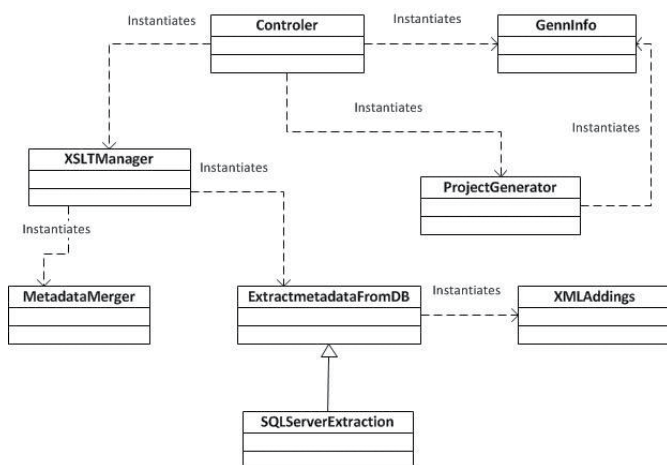 Instantiates
Controler
Instantiates
GennInfo
Instantiates
Instantiates
XSLTManager
Instantiates
ProjectGenerator
Instantiates
MetadataMerger
ExtractmetadataFromDB
Instantiates
XMLAddings
SQLServerExtraction